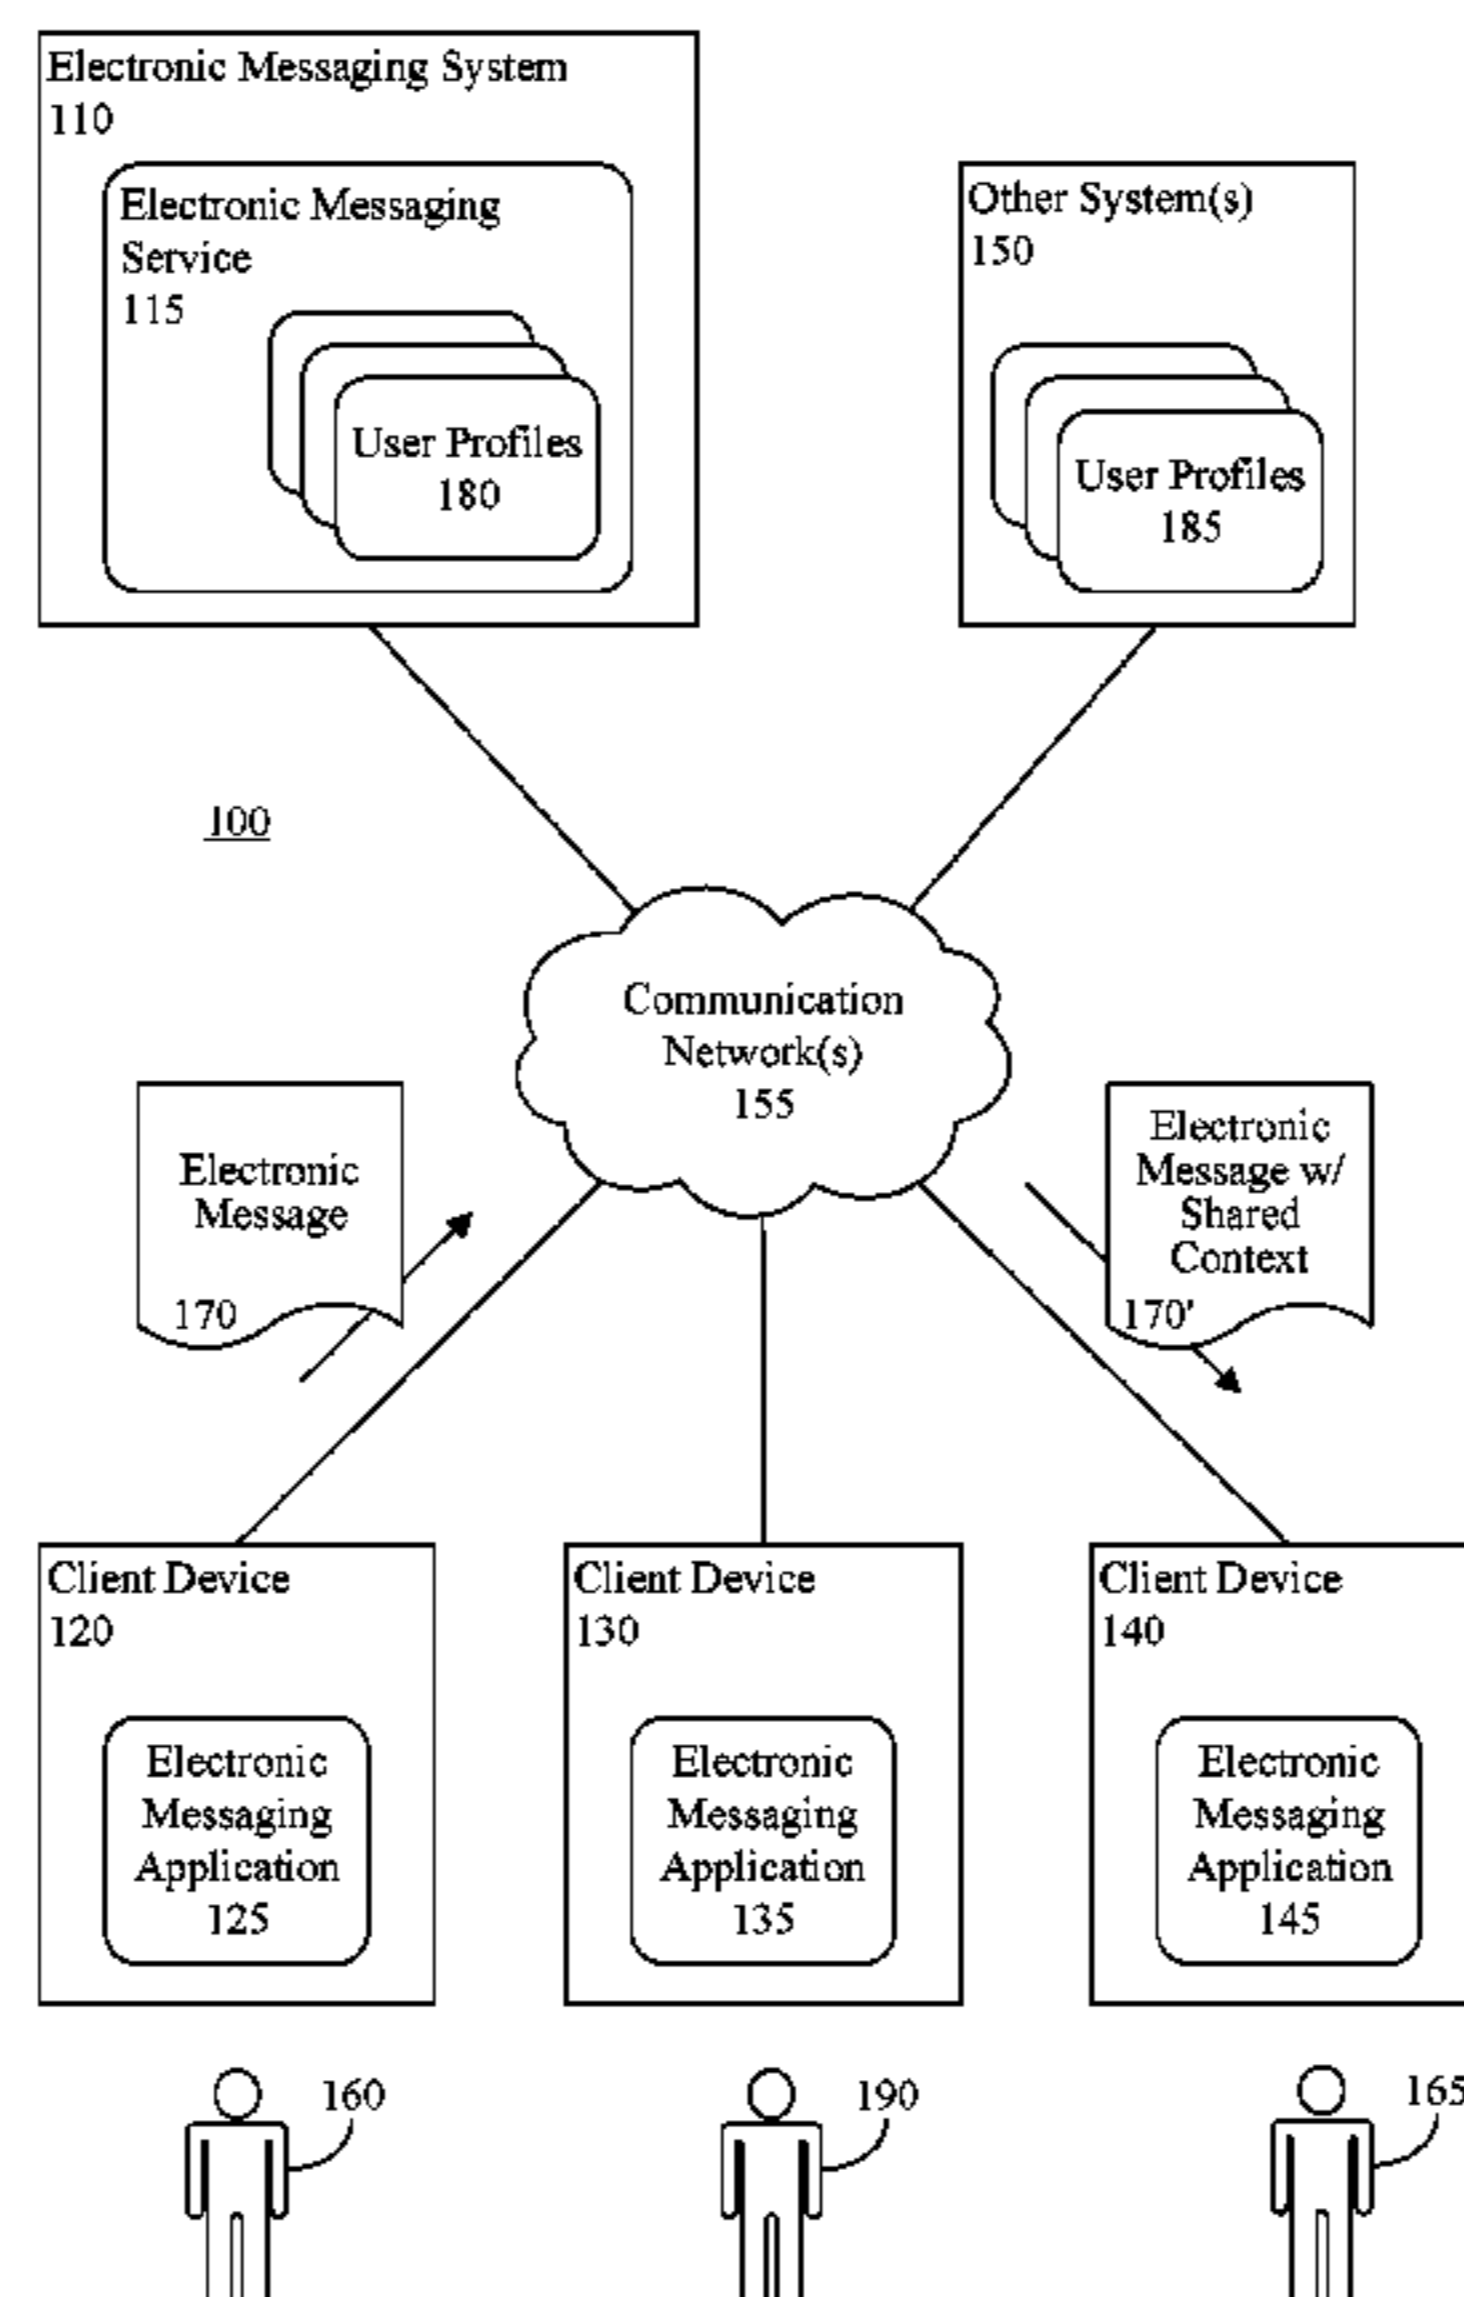 Electronic Messaging System
110
Electronic Messaging
Service
115
User Profiles
180
Other System(s)
150
User Profiles
185
100
Communication
Network(s)
155
Electronic
Message
170
Electronic
Message w/
Shared
Context
170'
Client Device
120
Electronic
Messaging
Application
125
Client Device
130
Electronic
Messaging
Application
135
Client Device
140
Electronic
Messaging
Application
145
160
190
165